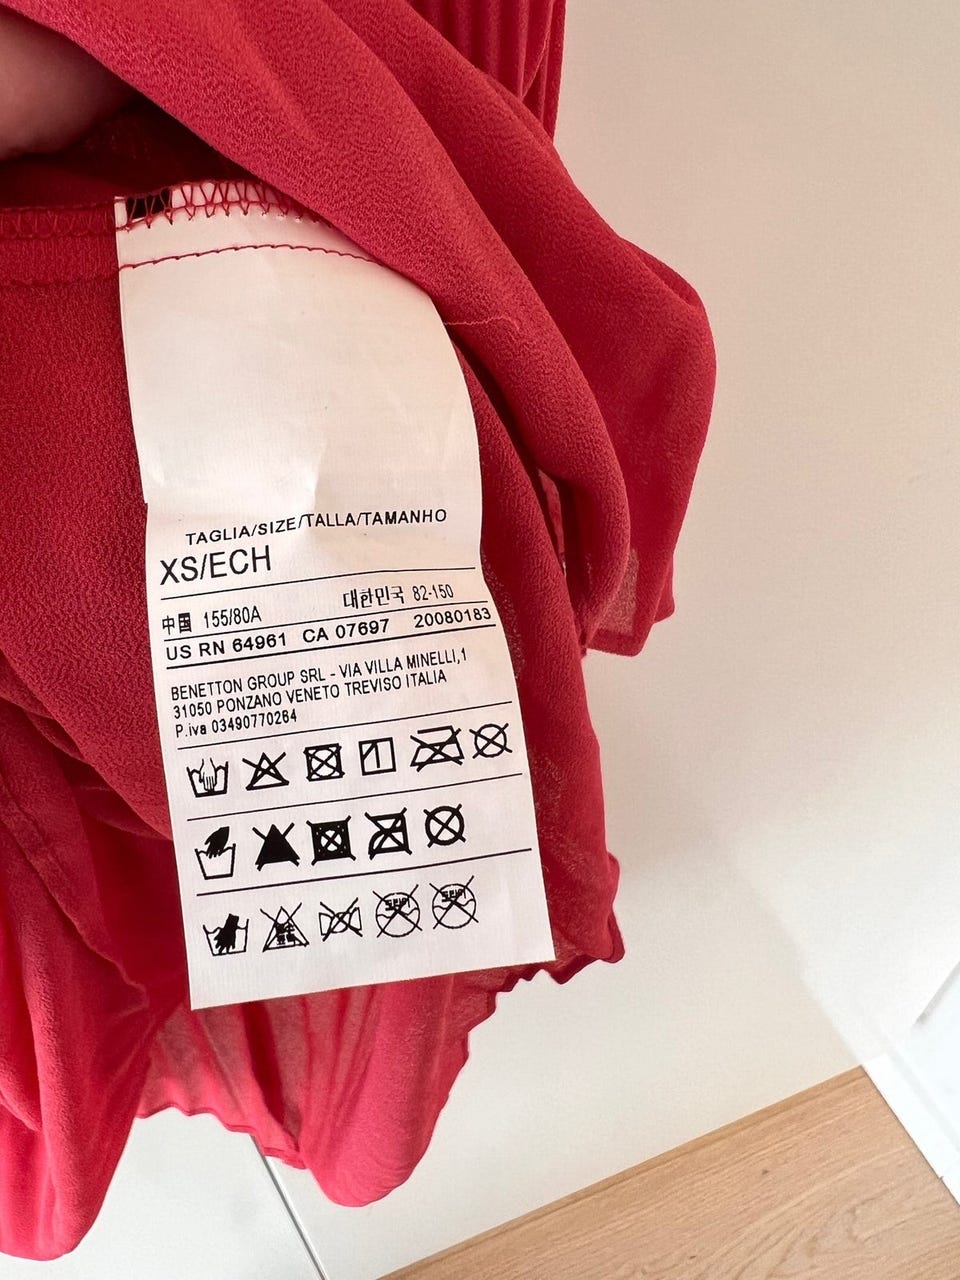 TAGLIA/SIZE/TALLA/TAMANHO
XS/ECH
中国 155/80A 대한민국 82-150
US RN 64961 CA 07697 20080183
BENETTON GROUP SRL - VIA VILLA MINELLI,1
31050 PONZANO VENETO TREVISO ITALIA
P.iva 03490770264